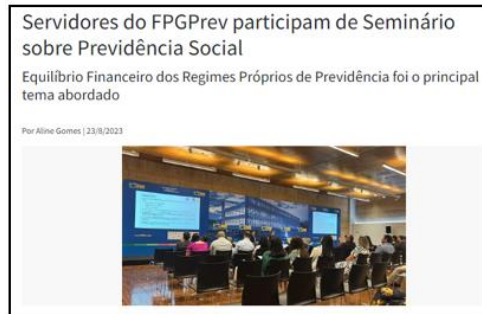 Servidores do FPGPrev participam de Seminário
sobre Previdência Social
Equilíbrio Financeiro dos Regimes Próprios de Previdência foi o principal
tema abordado
Por Aline Gomes | 23/8/2023